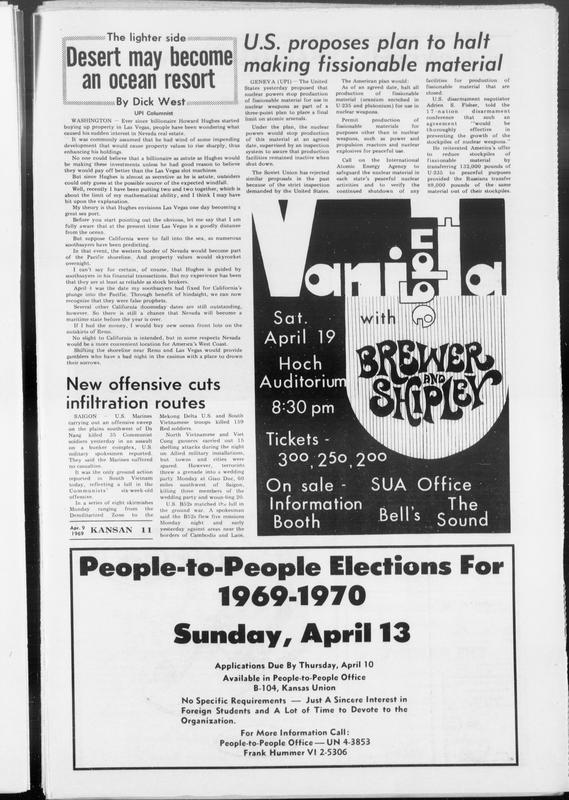 The lighter side
Desert may become
an ocean resort
By Dick West
UPI Columnist
WASHINGTON — Ever since billionaire Howard Hughes started
buying up property in Las Vegas, people have been wondering what
caused his sudden interest in Nevada real estate.
It was commonly assumed that he had wind of some impending
development that would cause property values to rise sharply, thus
enhancing his holdings.
No one could believe that a billionaire as astute as Hughes would
be making these investments unless he had good reason to believe
they would pay off better than the Las Vegas slot machines.
But since Hughes is almost as secretive as he is astute, outsiders
could only guess at the possible source of the expected windfall.
Well, recently I have been putting two and two together, which is
about the limit of my mathematical ability, and I think I may have
hit upon the explanation.
My theory is that Hughes envisions Las Vegas one day becoming a
great sea port.
Before you start pointing out the obvious, let me say that I am
fully aware that at the present time Las Vegas is a goodly distance
from the ocean.
But suppose California were to fall into the sea, as numerous
soothsayers have been predicting.
In that event, the western border of Nevada would become part of
the Pacific shoreline. And property values would skyrocket
overnight.
I can't say for certain, of course, that Hughes is guided by
soothsayers in his financial transactions. But my experience has been
that they are at least as reliable as stock brokers.
April 4 was the date my soothsayers had fixed for California's
plunge into the Pacific. Through benefit of hindsight, we can now
recognize that they were false prophets.
Several other California doomsday dates are still outstanding,
however. So there is still a chance that Nevada will become a
maritime state before the year is over.
If I had the money, I would buy new ocean front lots on the
outskirts of Reno.
No slight to California is intended, but in some respects Nevada
would be a more convenient location for America's West Coast.
Shifting the shoreline near Reno and Las Vegas would provide
gamblers who have a bad night in the casinos with a place to drown
their sorrows.
U.S. proposes plan to halt
making fissionable material
GENEVA (UPI)—The United
States yesterday proposed that
nuclear powers stop production
of fissionable material for use in
nuclear weapons as part of a
three-point plan to place a final
limit on atomic arsenals.
Under the plan, the nuclear
powers would stop production
of the material at an agreed
date, supervised by an inspection
system to assure that production
facilities remained inactive when
shut down.
The Soviet Union has rejected
similar proposals in the past
because of the strict inspection
demanded by the United States.
The American plan would:
As of an agreed date, halt all
production of fissionable
material (uranium enriched in
U-235 and plutonium) for use in
nuclear weapons.
Permit production of
fissionable materials for
purposes other than nuclear
weapons, such as power and
propulsion reactors and nuclear
explosives for peaceful use.
Call on the International
Atomic Energy Agency to
safeguard the nuclear material in
each state's peaceful nuclear
activities and to verify the
continued shutdown of any
facilities for production of
fissionable material that are
closed.
U.S. disarmament negotiator
Adrien S. Fisher, told the
17-nation disarmament
conference that such an
agreement "would be
thoroughly effective in
preventing the growth of the
stockpiles of nuclear weapons."
He reiterated America's offer
to reduce stockpiles of
fissionable material by
transferring 132,000 pounds of
U-235 to peaceful purposes
provided the Russians transfer
88,000 pounds of the same
material out of their stockpiles.
New offensive cuts
infiltration routes
SAIGON - U.S. Marines
carrying out an offensive sweep
on the plains southwest of Da
Nang killed 35 Communist
soldiers yesterday in an assault
on a bunker complex, U.S.
military spokesmen reported.
They said the Marines suffered
no casualties.
It was the only ground action
reported in South Vietnam
today, reflecting a lull in the
Communists' six-week-old
offensive.
In a series of eight skirmishes
Monday ranging from the
Demilitarized Zone to the
Mekong Delta U.S. and South
Vietnamese troops killed 159
Red soldiers.
North Vietnamese and Viet
Cong gunners carried out 15
shelling attacks during the night
on Allied military installations,
but towns and cities were
spared. However, terrorists
threw a grenade into a wedding
party Monday at Giao Duc, 60
miles southwest of Saigon,
killing three members of the
wedding party and wounding 20.
U.S. B52s matched the lull in
the ground war. A spokesman
said the B52s flew five missions
Monday night and early
yesterday against areas near the
borders of Cambodia and Laos.
Apr. 9
1969 KANSAN 11
Vanilla
Sat.
April 19
Hoch
Auditorium
8:30 pm
with
BREWER
AND
SHIPLEY
Tickets -
300, 250, 200
On sale - SUA Office
Information The
Booth Bell's Sound
People-to-People Elections For
1969-1970
Sunday, April 13
Applications Due By Thursday, April 10
Available in People-to-People Office
B-104, Kansas Union
No Specific Requirements — Just A Sincere Interest in
Foreign Students and A Lot of Time to Devote to the
Organization.
For More Information Call:
People-to-People Office—UN 4-3853
Frank Hummer VI 2-5306